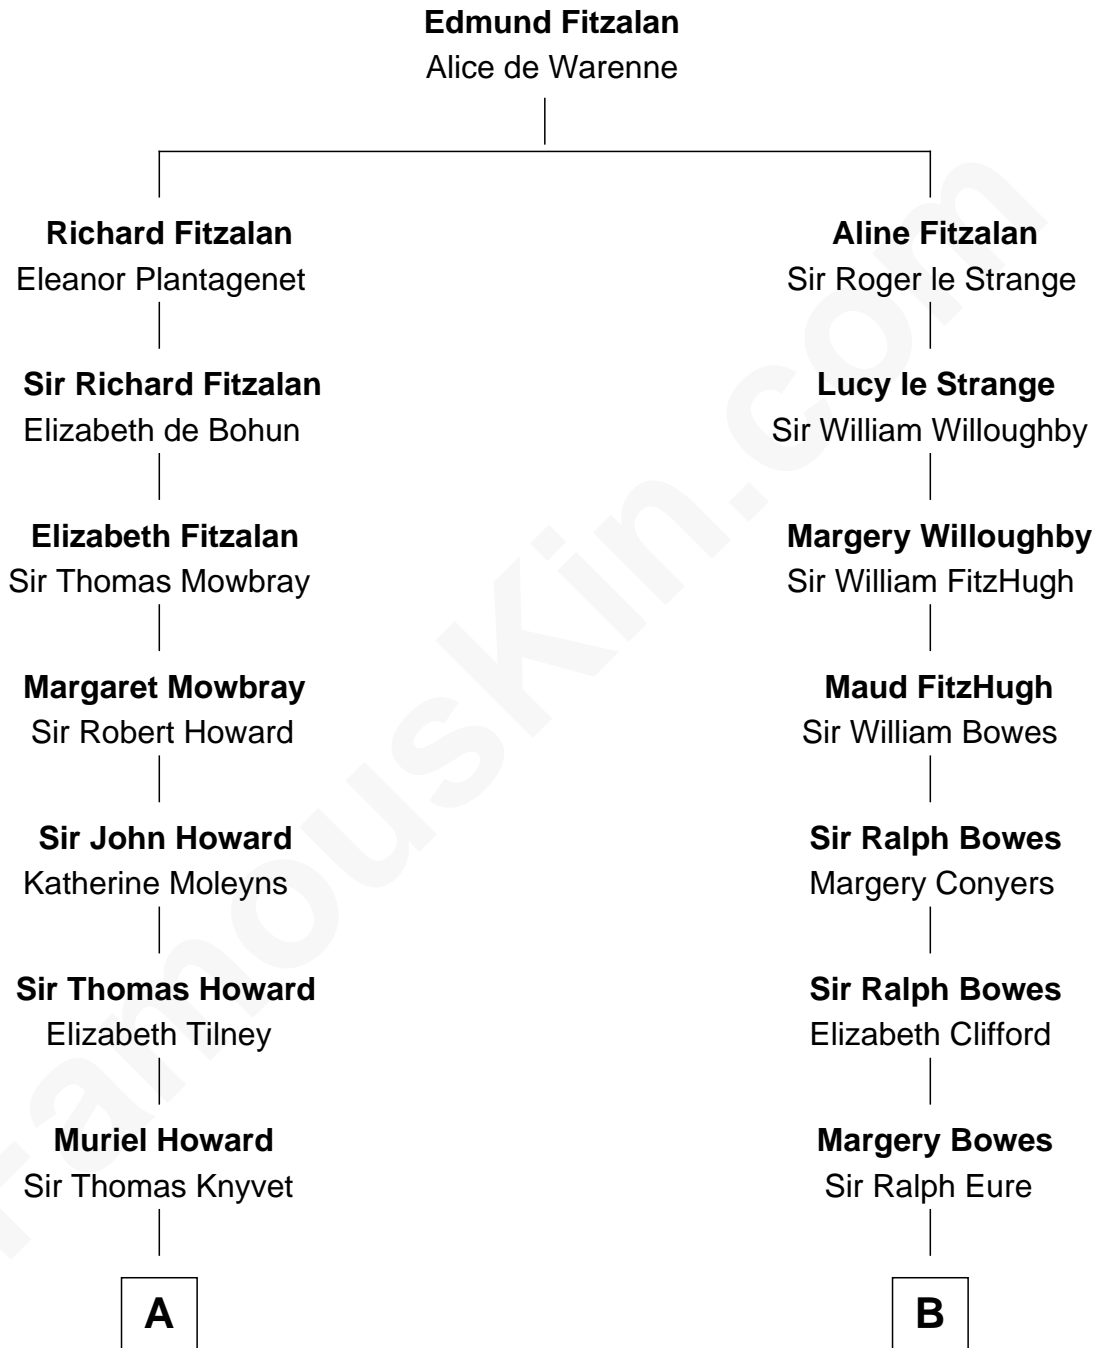 Edmund Fitzalan
Alice de Warenne
Richard Fitzalan
Eleanor Plantagenet
Aline Fitzalan
Sir Roger le Strange
Sir Richard Fitzalan
Elizabeth de Bohun
Lucy le Strange
Sir William Willoughby
Elizabeth Fitzalan
Sir Thomas Mowbray
Margery Willoughby
Sir William FitzHugh
Margaret Mowbray
Sir Robert Howard
Maud FitzHugh
Sir William Bowes
Sir John Howard
Katherine Moleyns
Sir Ralph Bowes
Margery Conyers
Sir Thomas Howard
Elizabeth Tilney
Sir Ralph Bowes
Elizabeth Clifford
Muriel Howard
Sir Thomas Knyvet
Margery Bowes
Sir Ralph Eure
A
B
FamousKin.com